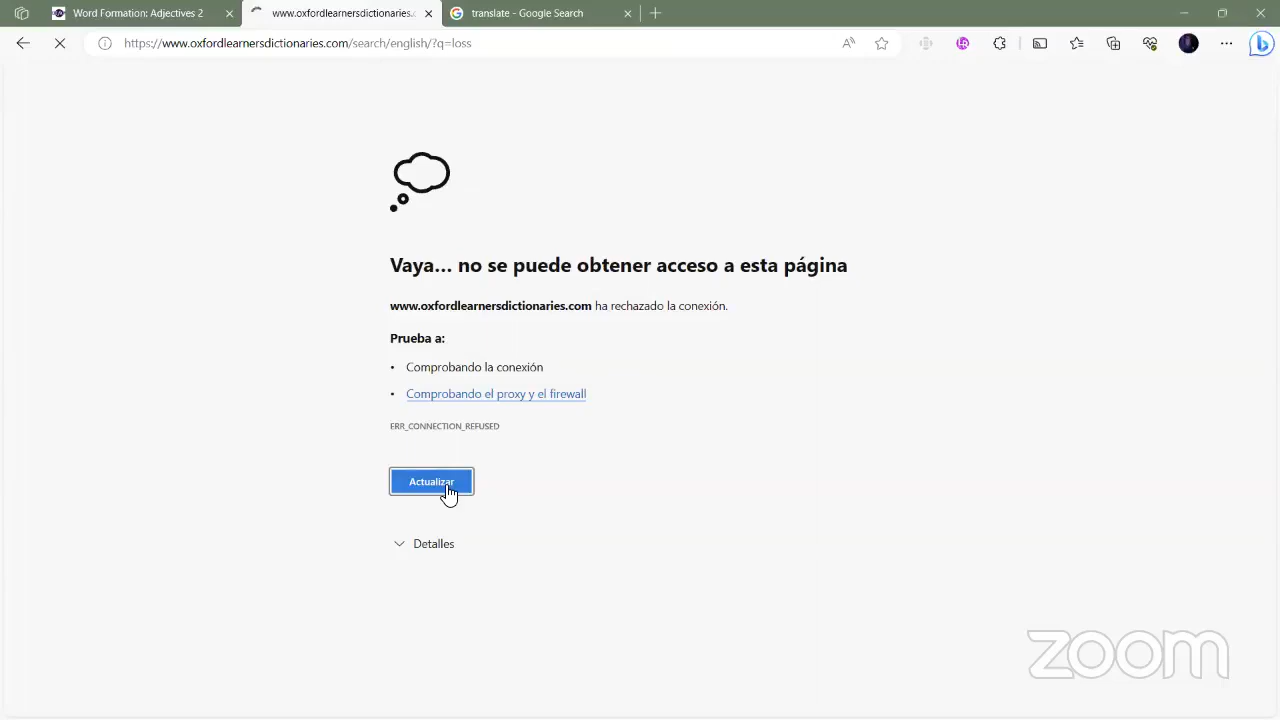 Word Formation: Adjectives 2
www.oxfordlearnersdictionaries.c
translate - Google Search
https://www.oxfordlearnersdictionaries.com/search/english/?q=loss
Vaya... no se puede obtener acceso a esta página
www.oxfordlearnersdictionaries.com ha rechazado la conexión.
Prueba a:
• Comprobando la conexión
• Comprobando el proxy y el firewall
ERR_CONNECTION_REFUSED
Actualizar
Detalles
zoom